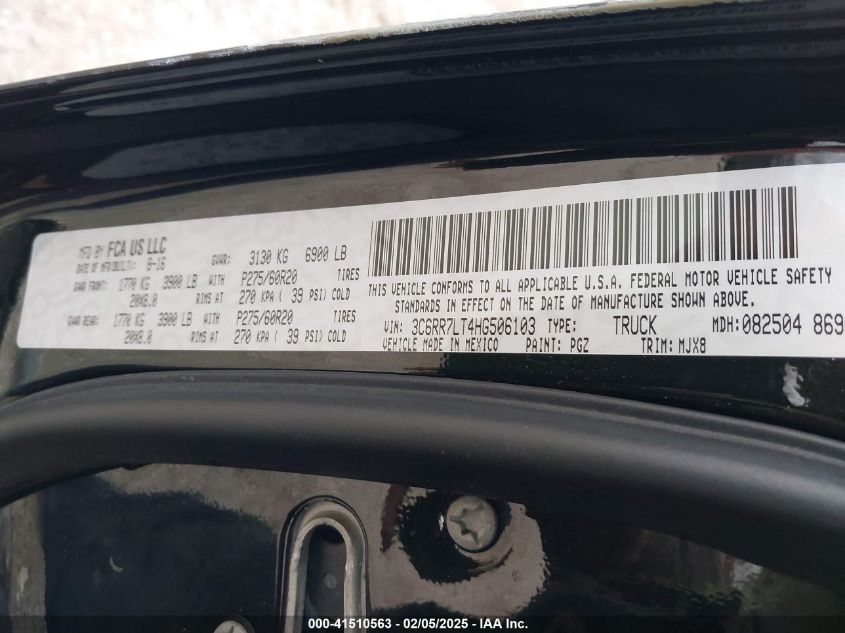 MFD BY FCA US LLC
DATE OF MFR(BUILT): 8-16 GVWR: 3130 KG 6900 LB
GAWR FRONT: 1770 KG 3900 LB WITH P275/60R20 TIRES
20X8.0 RIMS AT 270 KPA ( 39 PSI) COLD
GAWR REAR: 1770 KG 3900 LB WITH P275/60R20 TIRES
20X8.0 RIMS AT 270 KPA ( 39 PSI) COLD
THIS VEHICLE CONFORMS TO ALL APPLICABLE U.S.A. FEDERAL MOTOR VEHICLE SAFETY
STANDARDS IN EFFECT ON THE DATE OF MANUFACTURE SHOWN ABOVE.
VIN: 3C6RR7LT4HG506103 TYPE: TRUCK MDH:082504 869
VEHICLE MADE IN MEXICO PAINT: PGZ TRIM: MJX8
000-41510563 - 02/05/2025 - IAA Inc.